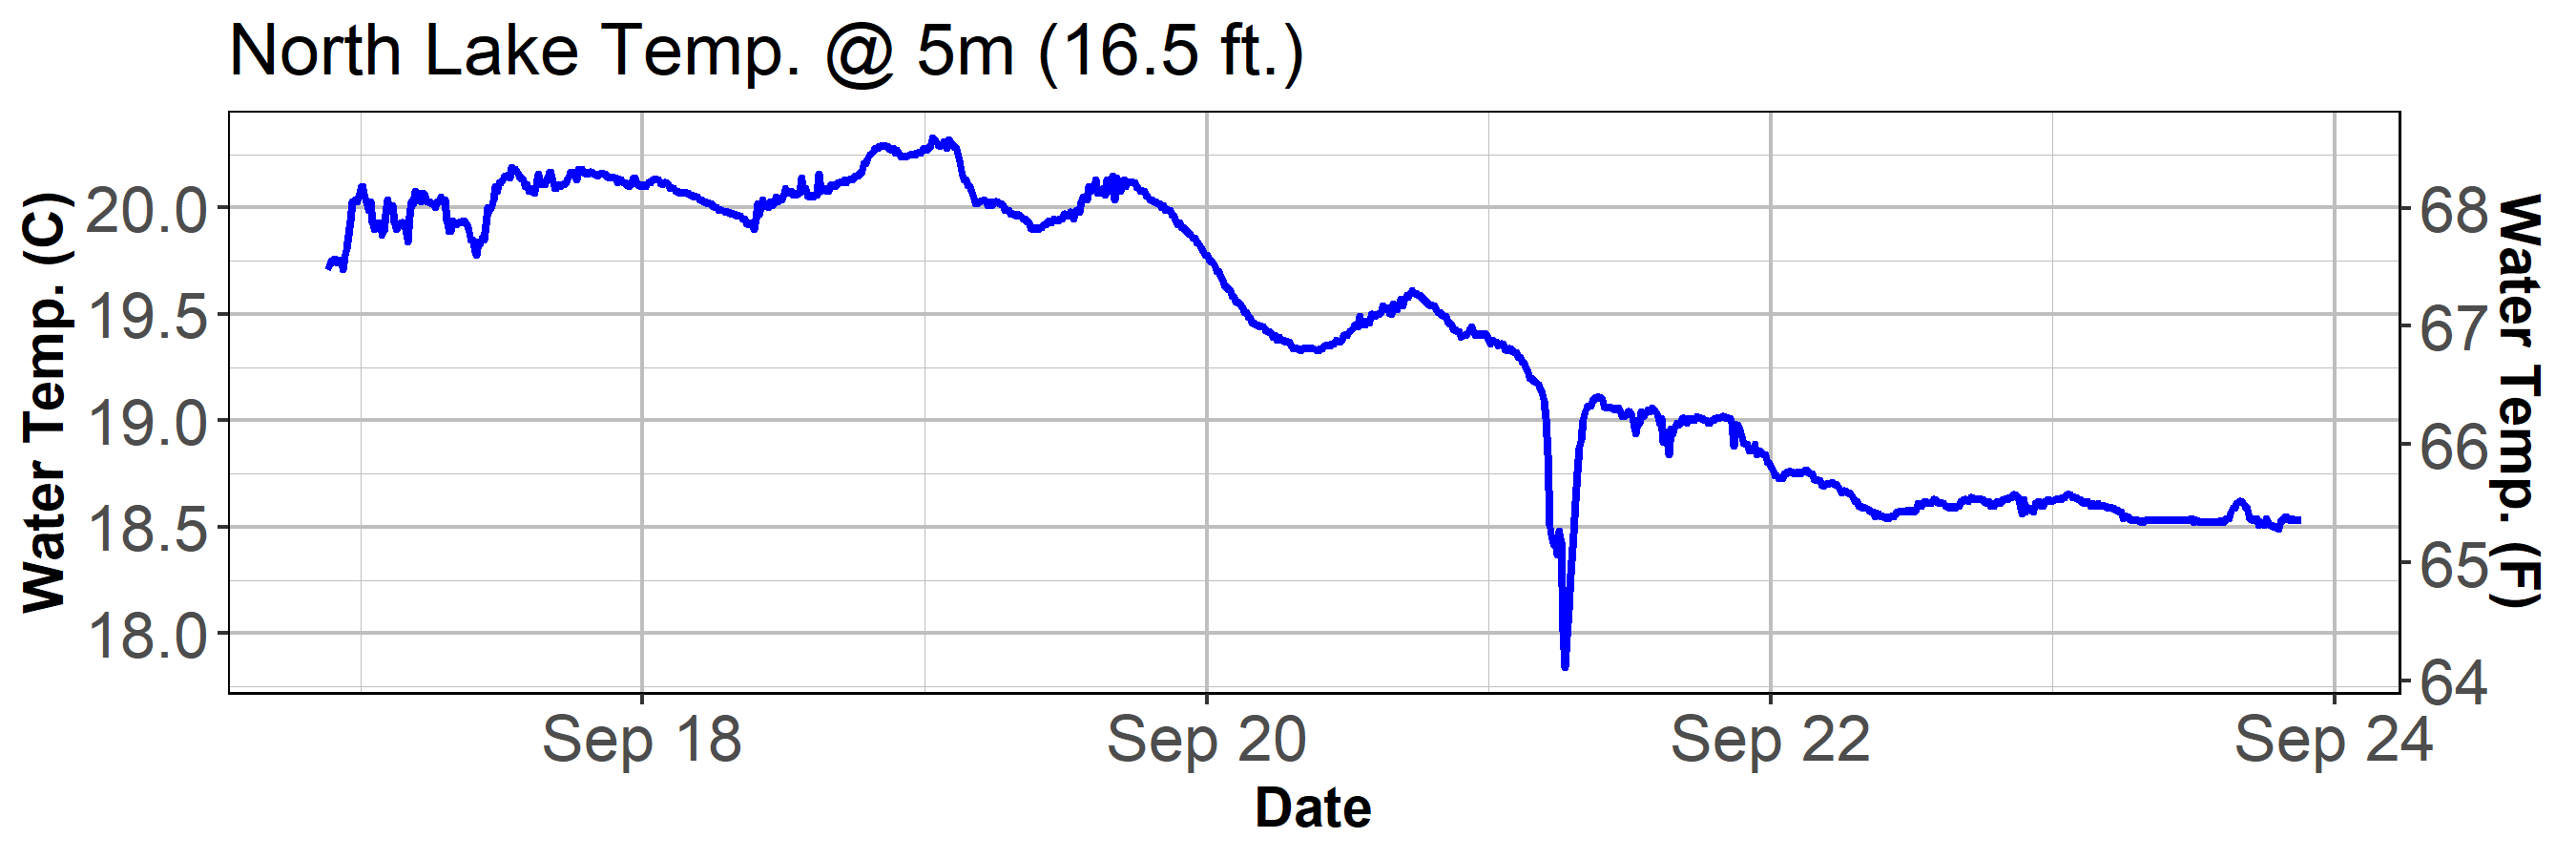 North Lake Temp. @ 5m (16.5 ft.)
Water Temp. (C)
20.0
19.5
19.0
18.5
18.0
68
67
66
65
64
Water Temp. (F)
Sep 18 Sep 20 Sep 22 Sep 24
Date